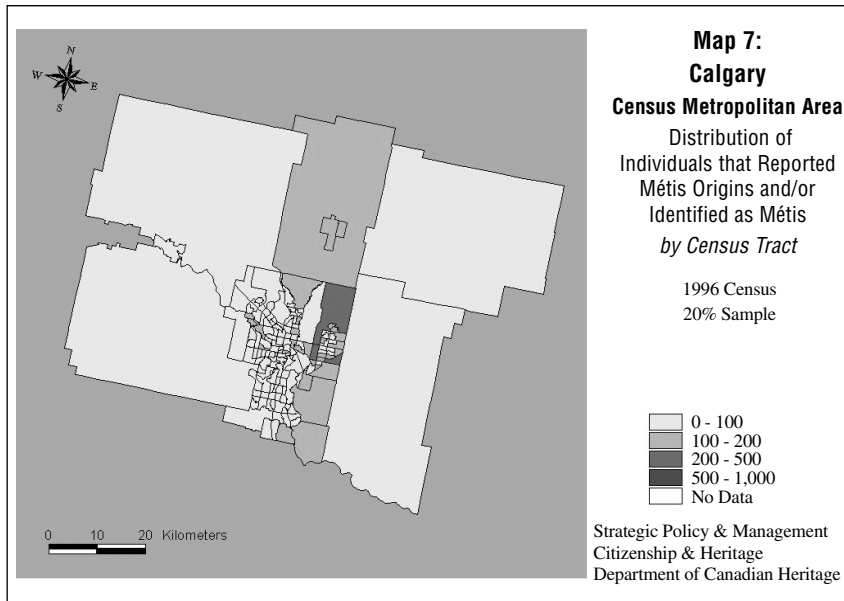 N
W
E
S
Map 7:
Calgary
Census Metropolitan Area
Distribution of
Individuals that Reported
Métis Origins and/or
Identified as Métis
by Census Tract
1996 Census
20% Sample
0 - 100
100 - 200
200 - 500
500 - 1,000
No Data
0 10 20 Kilometers
Strategic Policy & Management
Citizenship & Heritage
Department of Canadian Heritage